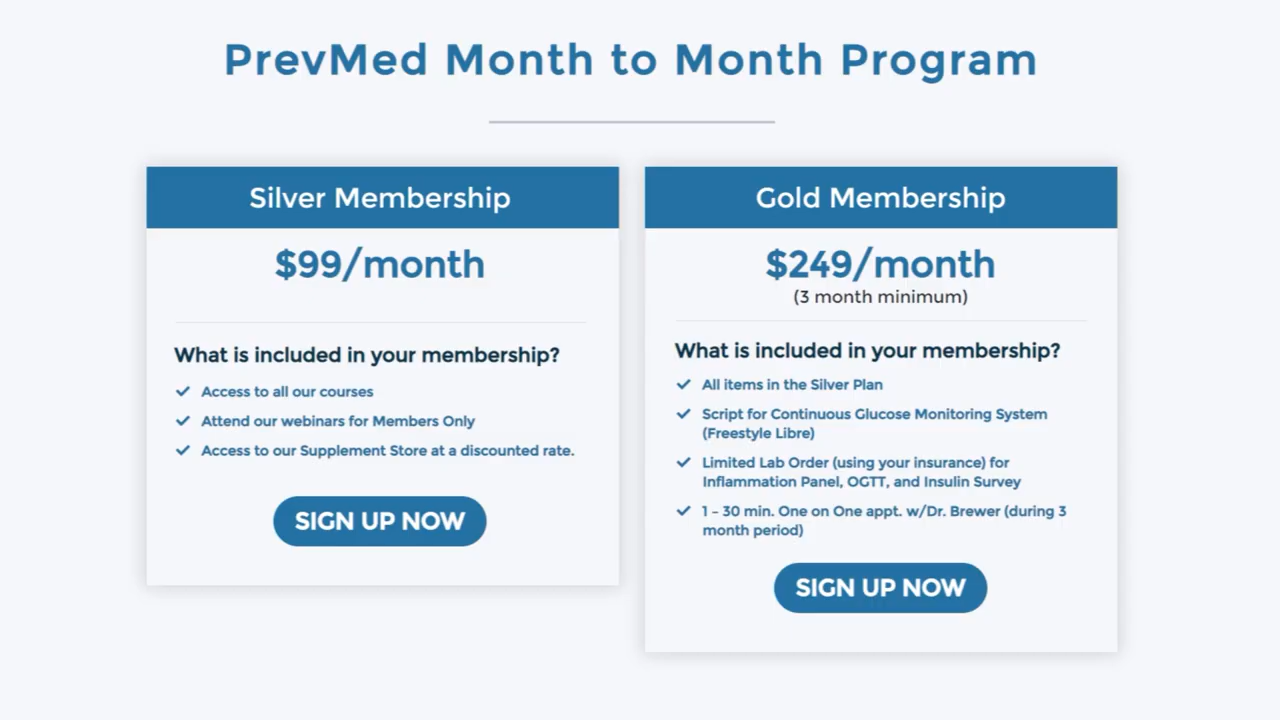 PrevMed Month to Month Program
Silver Membership
$99/month
What is included in your membership?
Access to all our courses
Attend our webinars for Members Only
Access to our Supplement Store at a discounted rate.
SIGN UP NOW
Gold Membership
$249/month
(3 month minimum)
What is included in your membership?
All items in the Silver Plan
Script for Continuous Glucose Monitoring System
(Freestyle Libre)
Limited Lab Order (using your insurance) for
Inflammation Panel, OGTT, and Insulin Survey
1 – 30 min. One on One appt. w/Dr. Brewer (during 3
month period)
SIGN UP NOW